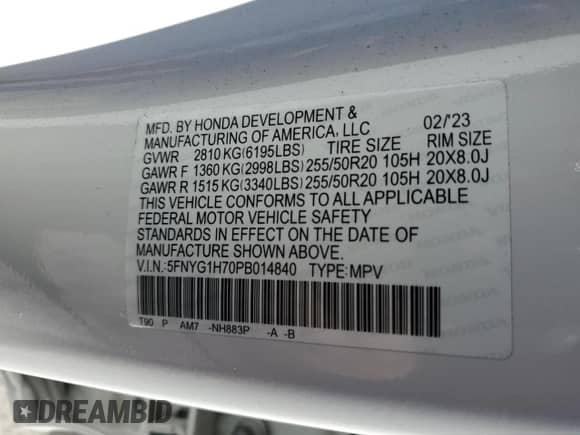 MFD. BY HONDA DEVELOPMENT &
MANUFACTURING OF AMERICA, LLC 02/'23
GVWR 2810 KG(6195LBS) TIRE SIZE RIM SIZE
GAWR F 1360 KG(2998LBS) 255/50R20 105H 20X8.0J
GAWR R 1515 KG(3340LBS) 255/50R20 105H 20X8.0J
THIS VEHICLE CONFORMS TO ALL APPLICABLE
FEDERAL MOTOR VEHICLE SAFETY
STANDARDS IN EFFECT ON THE DATE OF
MANUFACTURE SHOWN ABOVE.
V.I.N.:5FNYG1H70PB014840 TYPE:MPV
T90 P AM7 -NH883P -A -B
DREAMBID